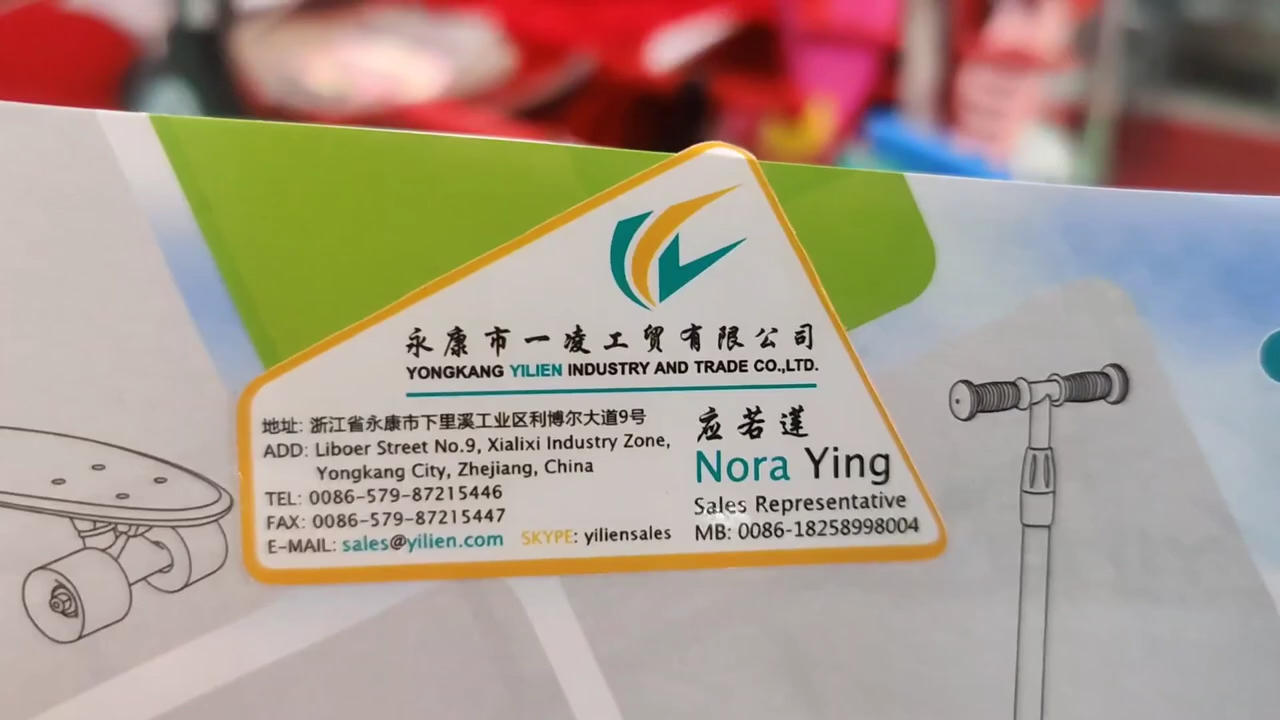 永康市一凌工贸有限公司
YONGKANG YILIEN INDUSTRY AND TRADE CO.,LTD.
地址: 浙江省永康市下里溪工业区利博尔大道9号
ADD: Liboer Street No.9, Xialixi Industry Zone,
Yongkang City, Zhejiang, China
TEL: 0086-579-87215446
FAX: 0086-579-87215447
E-MAIL: sales@yilien.com SKYPE: yiliensales
应若莲
Nora Ying
Sales Representative
MB: 0086-18258998004